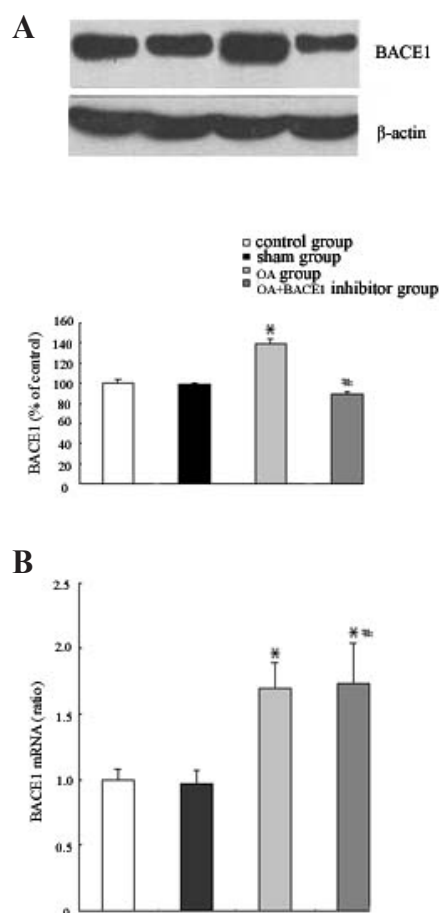 A
BACE1
β-actin
control group
sham group
OA group
OA+BACE1 inhibitor group
BACE1 (% of control)
160
140
120
100
80
60
40
20
0
*
#
B
BACE1 mRNA (ratio)
2.5
2.0
1.5
1.0
0.5
0
*
*#